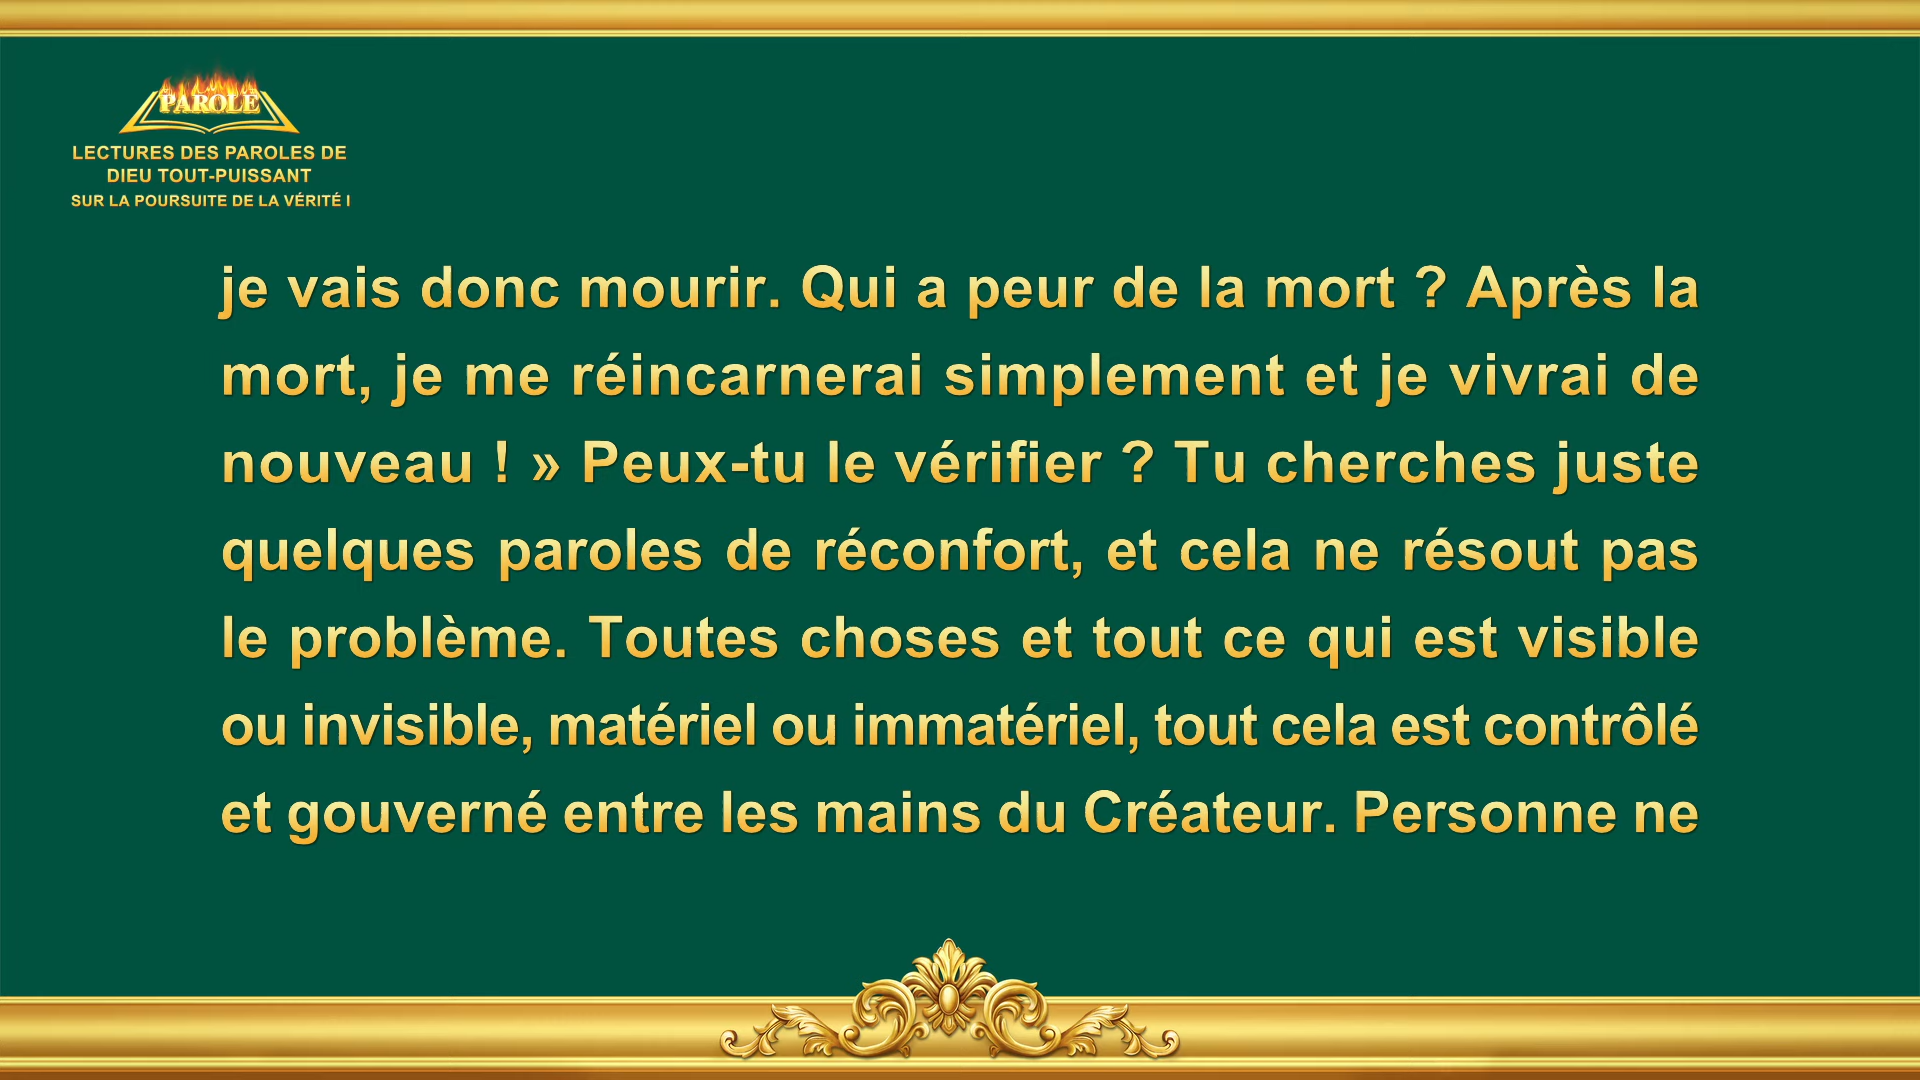 PAROLE
LECTURES DES PAROLES DE
DIEU TOUT-PUISSANT
SUR LA POURSUITE DE LA VÉRITÉ I
je vais donc mourir. Qui a peur de la mort ? Après la
mort, je me réincarnerai simplement et je vivrai de
nouveau ! » Peux-tu le vérifier ? Tu cherches juste
quelques paroles de réconfort, et cela ne résout pas
le problème. Toutes choses et tout ce qui est visible
ou invisible, matériel ou immatériel, tout cela est contrôlé
et gouverné entre les mains du Créateur. Personne ne